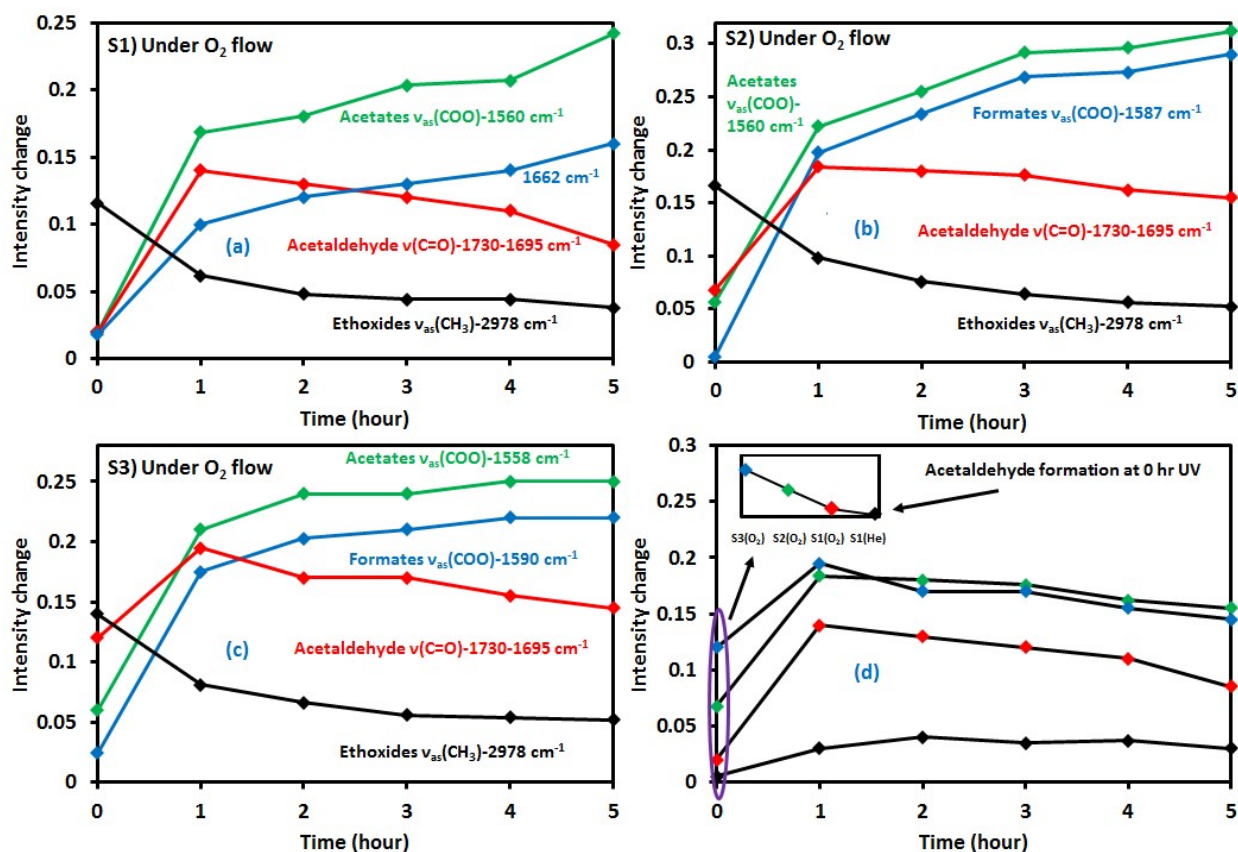 S1) Under O₂ flow
Intensity change
0.25
0.2
0.15
0.1
0.05
0
Acetates νas(COO)-1560 cm⁻¹
1662 cm⁻¹
(a)
Acetaldehyde ν(C=O)-1730-1695 cm⁻¹
Ethoxides νas(CH₃)-2978 cm⁻¹
0 1 2 3 4 5
Time (hour)
S2) Under O₂ flow
Intensity change
0.3
0.25
0.2
0.15
0.1
0.05
0
Acetates
νas(COO)-
1560 cm⁻¹
Formates νas(COO)-1587 cm⁻¹
Acetaldehyde ν(C=O)-1730-1695 cm⁻¹
(b)
Ethoxides νas(CH₃)-2978 cm⁻¹
0 1 2 3 4 5
Time (hour)
S3) Under O₂ flow
Intensity change
0.3
0.25
0.2
0.15
0.1
0.05
0
Acetates νas(COO)-1558 cm⁻¹
Formates νas(COO)-1590 cm⁻¹
(c)
Acetaldehyde ν(C=O)-1730-1695 cm⁻¹
Ethoxides νas(CH₃)-2978 cm⁻¹
0 1 2 3 4 5
Time (hour)
Intensity change
0.3
0.25
0.2
0.15
0.1
0.05
0
Acetaldehyde formation at 0 hr UV
S3(O₂) S2(O₂) S1(O₂) S1(He)
(d)
0 1 2 3 4 5
Time (hour)